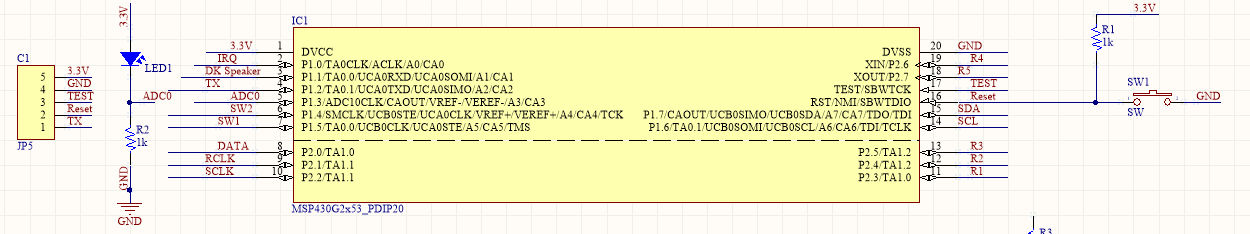 IC1
3.3V
C1
5 3.3V
4 GND
3 TEST
2 Reset
1 TX
JP5
3.3V
LED1
ADC0
R2
1k
GND
GND
3.3V 1 DVCC
IRQ 2 P1.0/TA0CLK/ACLK/A0/CA0
DK Speaker 3 P1.1/TA0.0/UCA0RXD/UCA0SOMI/A1/CA1
TX 4 P1.2/TA0.1/UCA0TXD/UCA0SIMO/A2/CA2
ADC0 5 P1.3/ADC10CLK/CAOUT/VREF-/VEREF-/A3/CA3
SW2 6 P1.4/SMCLK/UCB0STE/UCA0CLK/VREF+/VEREF+/A4/CA4/TCK
SW1 7 P1.5/TA0.0/UCB0CLK/UCA0STE/A5/CA5/TMS
DATA 8 P2.0/TA1.0
RCLK 9 P2.1/TA1.1
SCLK 10 P2.2/TA1.1
DVSS 20 GND
XIN/P2.6 19 R4
XOUT/P2.7 18 R5
TEST/SBWTCK 17 TEST
RST/NMI/SBWTDIO 16 Reset
P1.7/CAOUT/UCB0SIMO/UCB0SDA/A7/CA7/TDO/TDI 15 SDA
P1.6/TA0.1/UCB0SOMI/UCB0SCL/A6/CA6/TDI/TCLK 14 SCL
P2.5/TA1.2 13 R3
P2.4/TA1.2 12 R2
P2.3/TA1.0 11 R1
MSP430G2x53_PDIP20
R1
1k
SW1
SW
GND
R3